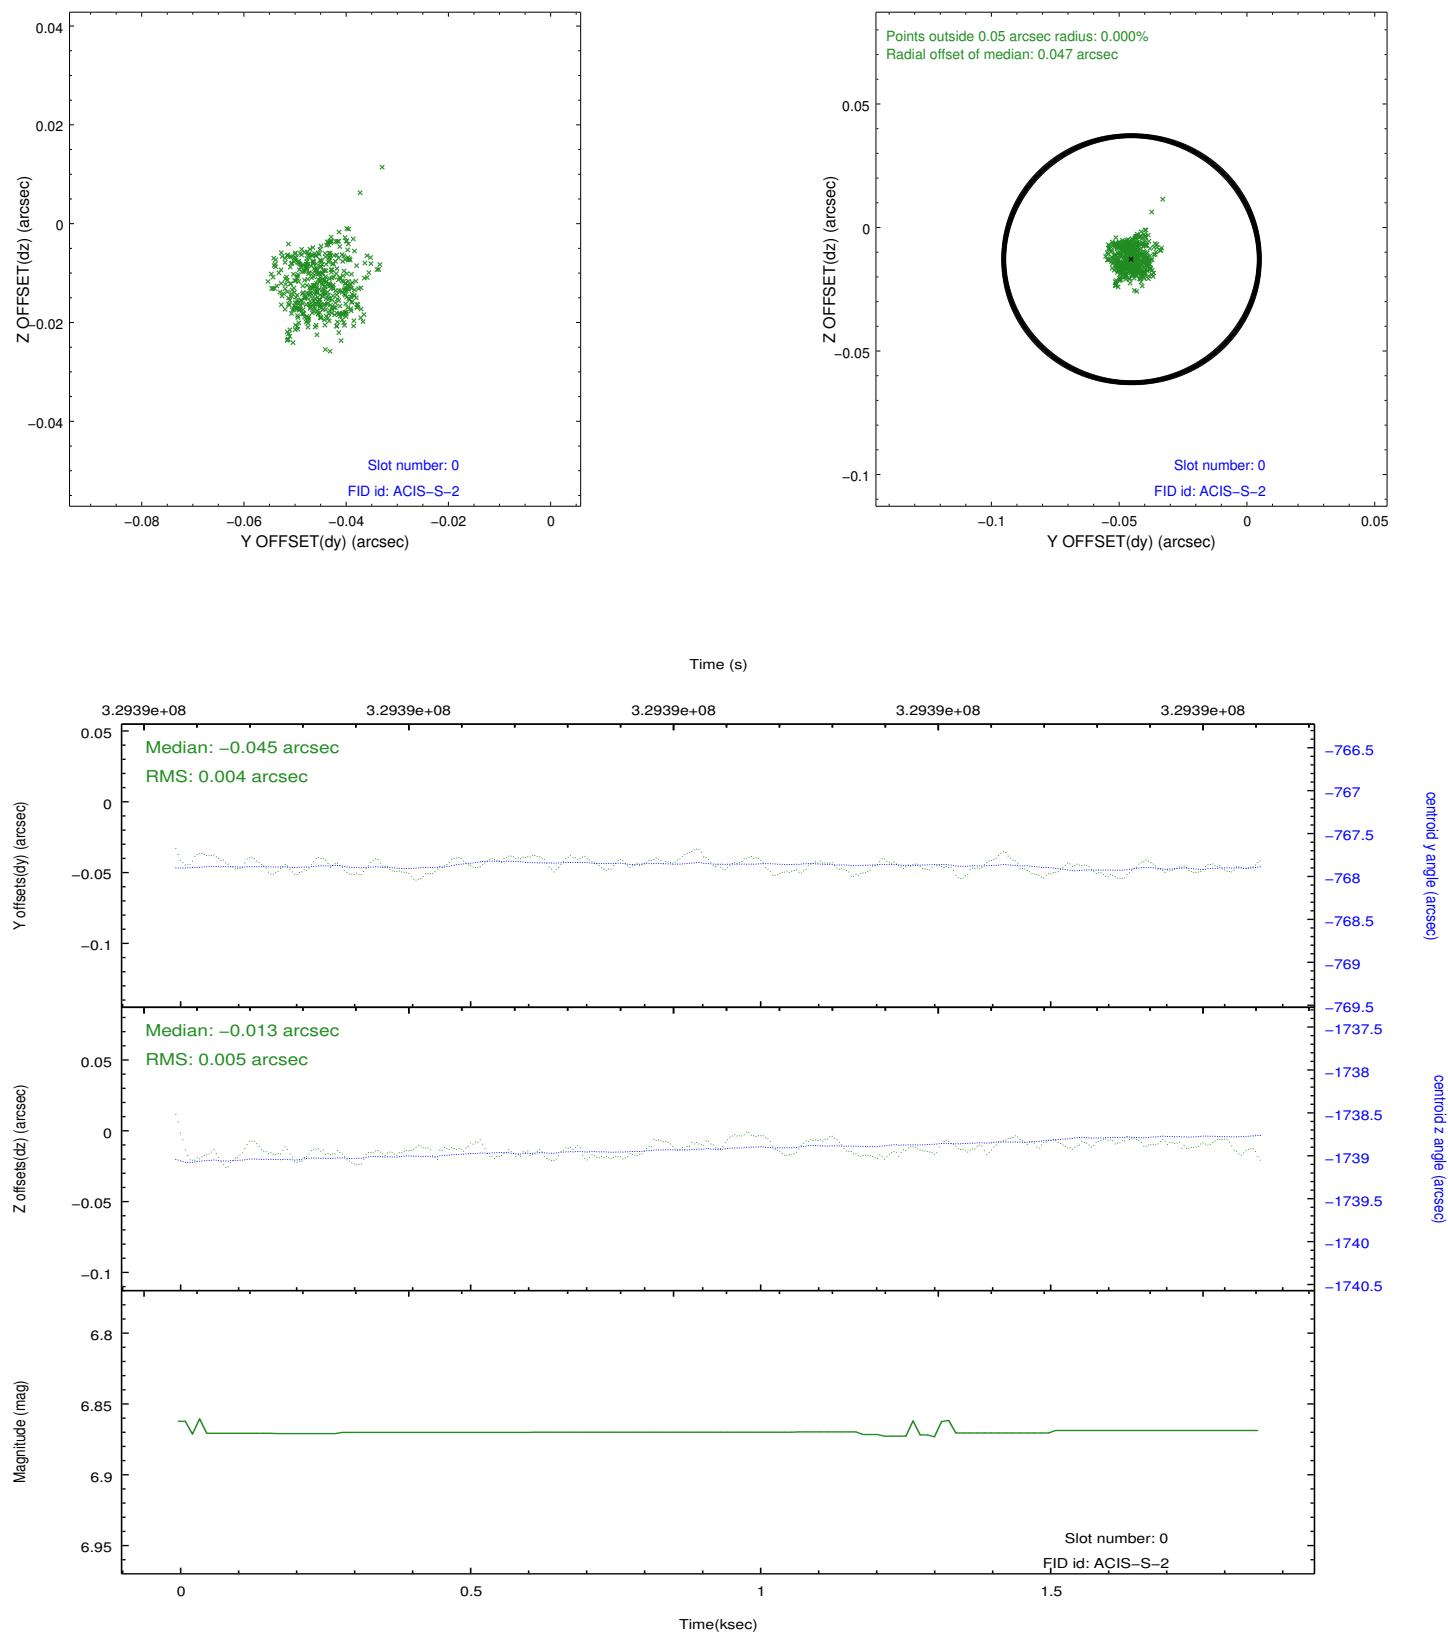 0.04
0.02
0
−0.02
−0.04
Z OFFSET(dz) (arcsec)
Slot number: 0
FID id: ACIS−S−2
−0.08
−0.06
−0.04
−0.02
0
Y OFFSET(dy) (arcsec)
Points outside 0.05 arcsec radius: 0.000%
Radial offset of median: 0.047 arcsec
0.05
0
−0.05
−0.1
Z OFFSET(dz) (arcsec)
Slot number: 0
FID id: ACIS−S−2
−0.1
−0.05
0
0.05
Y OFFSET(dy) (arcsec)
Time (s)
3.2939e+08
3.2939e+08
3.2939e+08
3.2939e+08
3.2939e+08
Median: −0.045 arcsec
RMS: 0.004 arcsec
0.05
0
−0.05
−0.1
Y offsets(dy) (arcsec)
−766.5
−767
−767.5
−768
−768.5
−769
−769.5
centroid y angle (arcsec)
Median: −0.013 arcsec
RMS: 0.005 arcsec
0.05
0
−0.05
−0.1
Z offsets(dz) (arcsec)
−1737.5
−1738
−1738.5
−1739
−1739.5
−1740
−1740.5
centroid z angle (arcsec)
6.8
6.85
6.9
6.95
Magnitude (mag)
Slot number: 0
FID id: ACIS−S−2
0
0.5
1
1.5
Time(ksec)